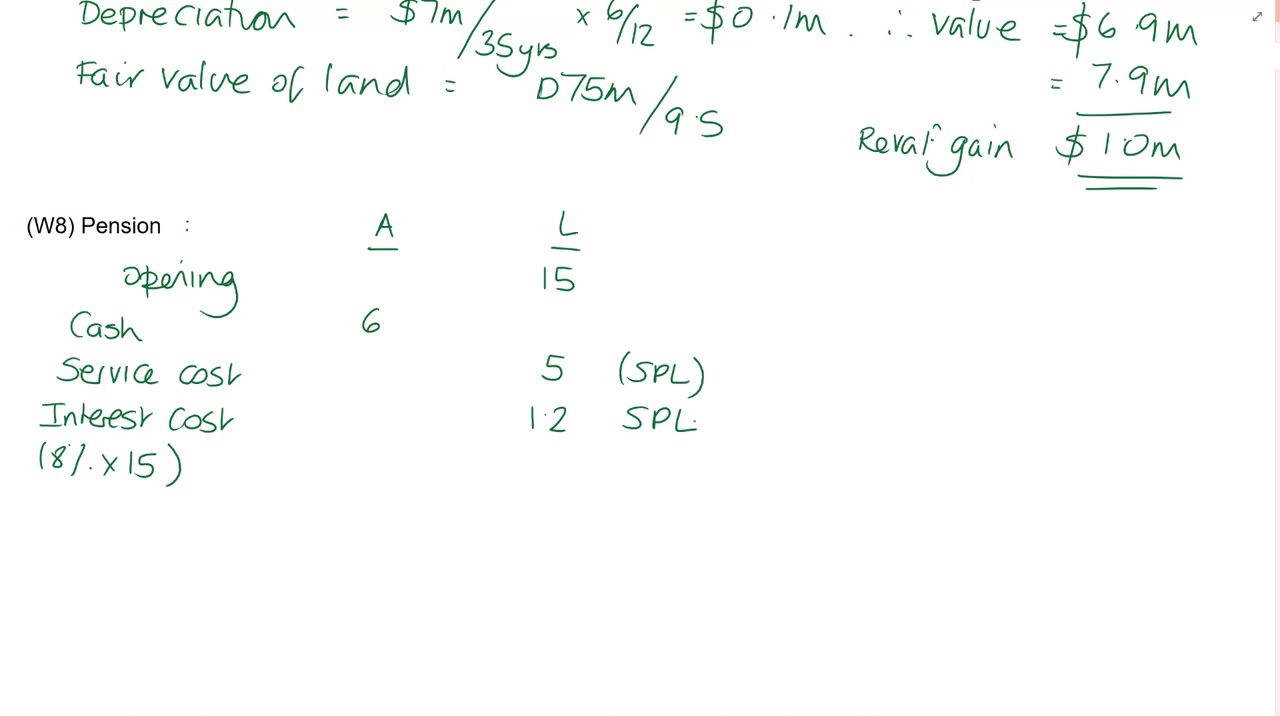 Depreciation = $7m/35yrs × 6/12 = $0.1m. ∴ value = $6.9m
Fair value of land = D75m/9.5 = 7.9m
Reval^n gain $1.0m
(W8) Pension : A L
Opening 15
Cash 6
Service cost 5 (SPL)
Interest cost 1.2 SPL.
(8% × 15)